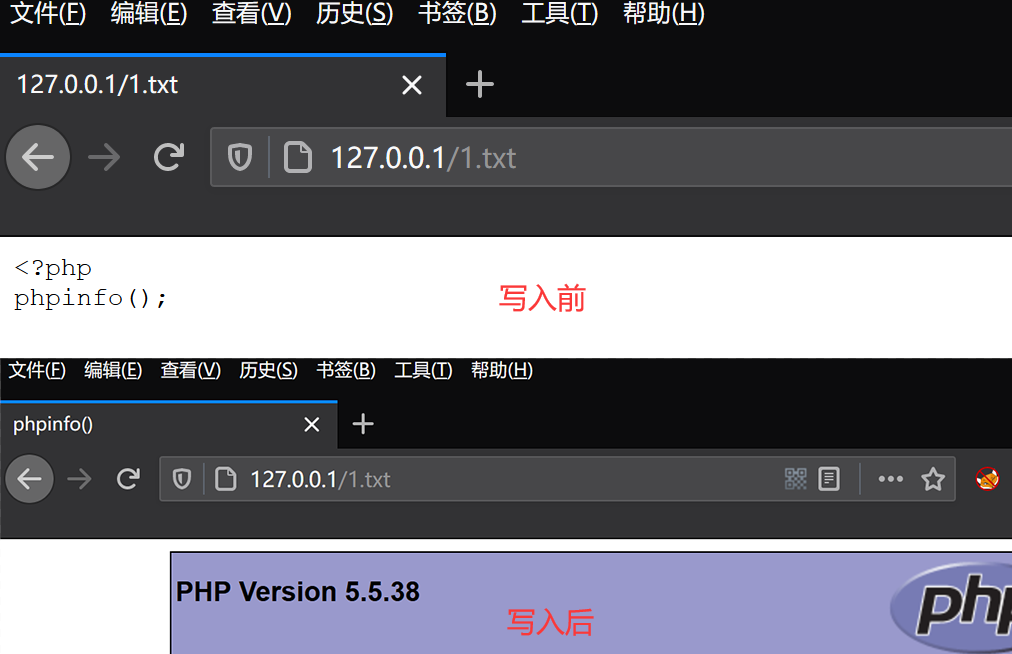 文件(F) 编辑(E) 查看(V) 历史(S) 书签(B) 工具(T) 帮助(H)
127.0.0.1/1.txt
127.0.0.1/1.txt
<?php
phpinfo();
写入前
文件(F) 编辑(E) 查看(V) 历史(S) 书签(B) 工具(T) 帮助(H)
phpinfo()
127.0.0.1/1.txt
PHP Version 5.5.38
php
写入后